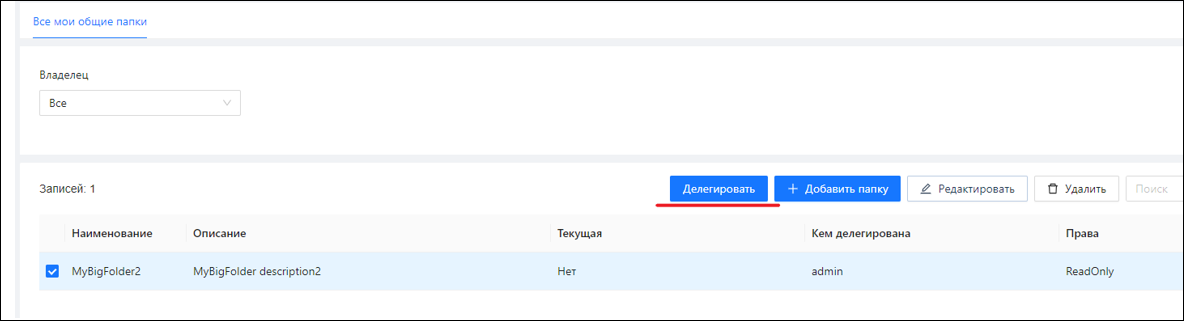 Все мои общие папки
Владелец
Все
Записей: 1 Делегировать Добавить папку Редактировать Удалить Поиск
Наименование Описание Текущая Кем делегирована Права
MyBigFolder2 MyBigFolder description2 Нет admin ReadOnly